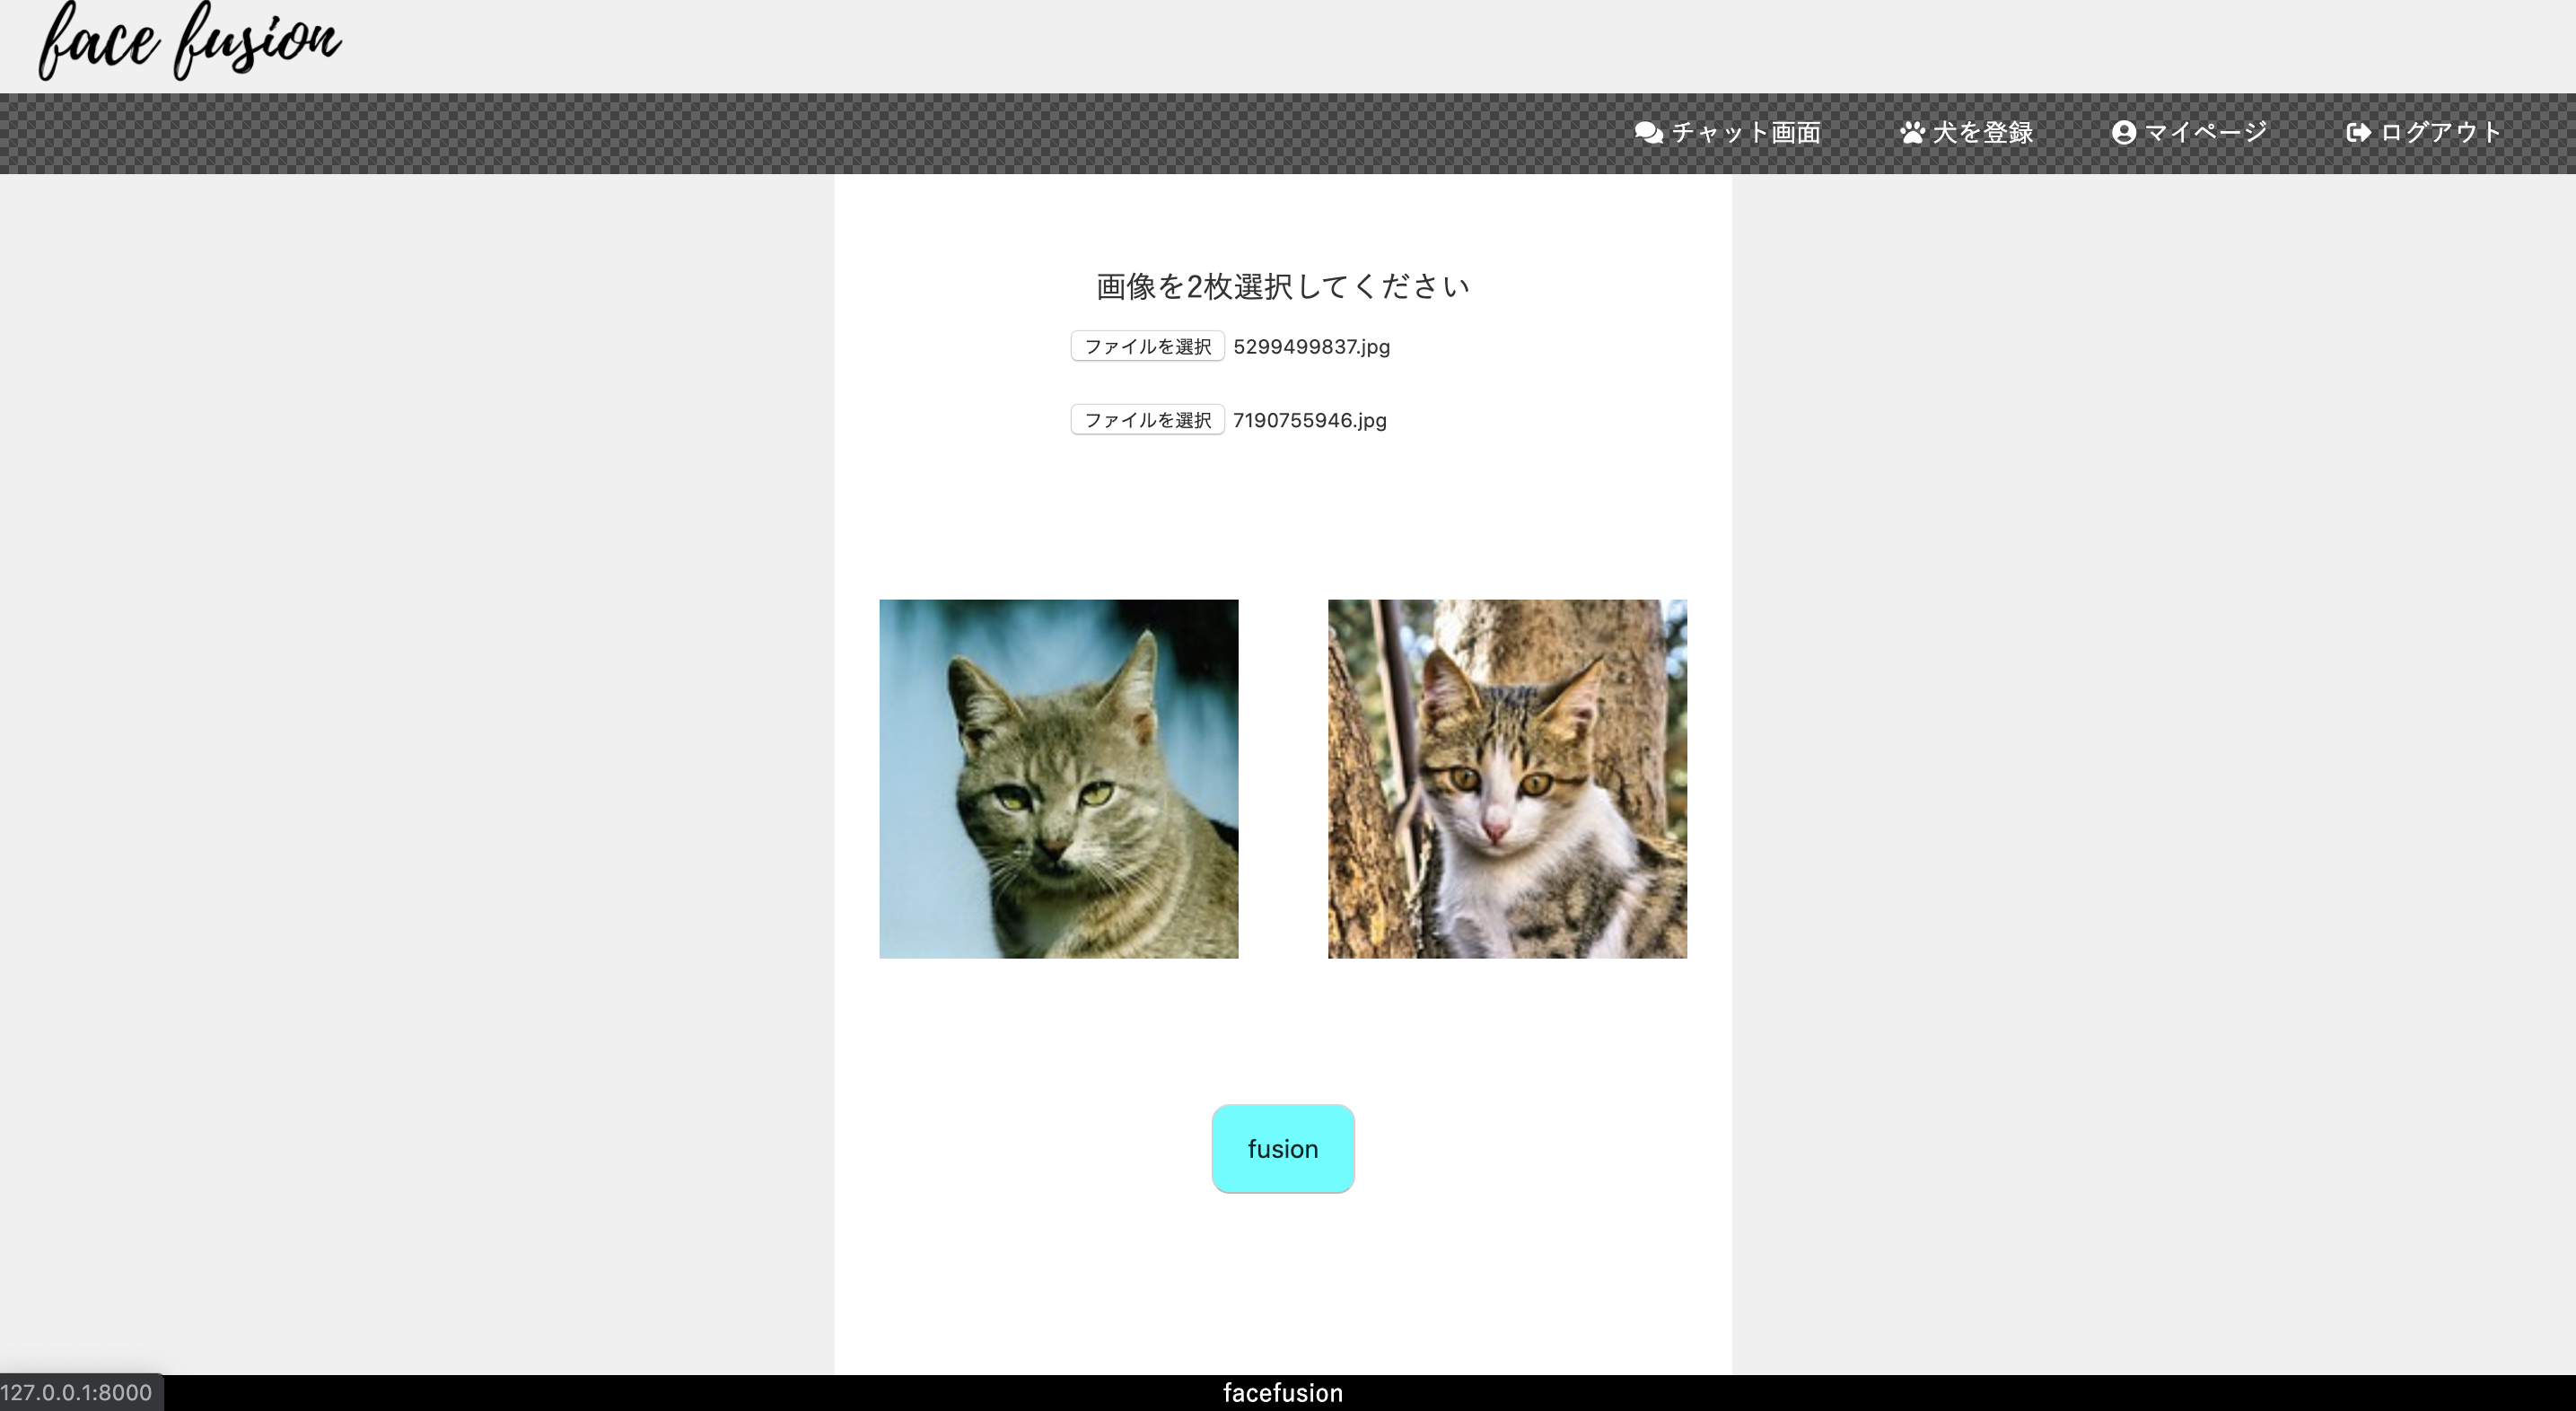 face fusion
チャット画面
犬を登録
マイページ
ログアウト
画像を2枚選択してください
ファイルを選択 5299499837.jpg
ファイルを選択 7190755946.jpg
fusion
127.0.0.1:8000
facefusion